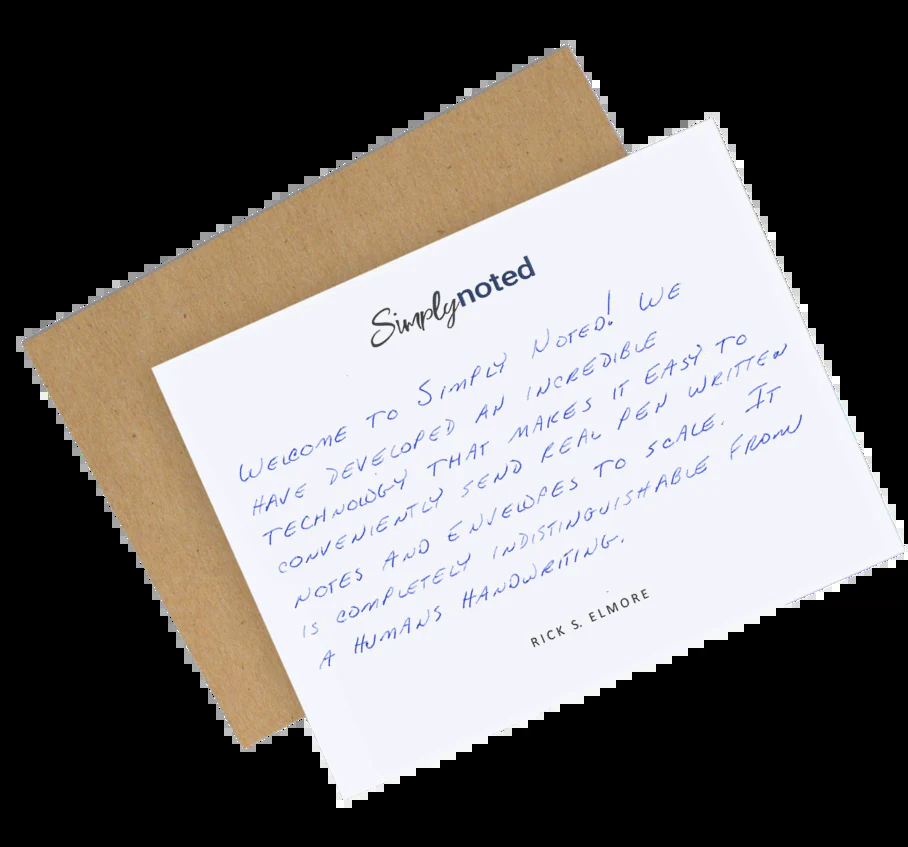 Simplynoted
WELCOME TO SIMPLY NOTED! WE
HAVE DEVELOPED AN INCREDIBLE
TECHNOLOGY THAT MAKES IT EASY TO
CONVENIENTLY SEND REAL PEN WRITTEN
NOTES AND ENVELOPES TO SCALE. IT
IS COMPLETELY INDISTINGUISHABLE FROM
A HUMANS HANDWRITING.
RICK S. ELMORE